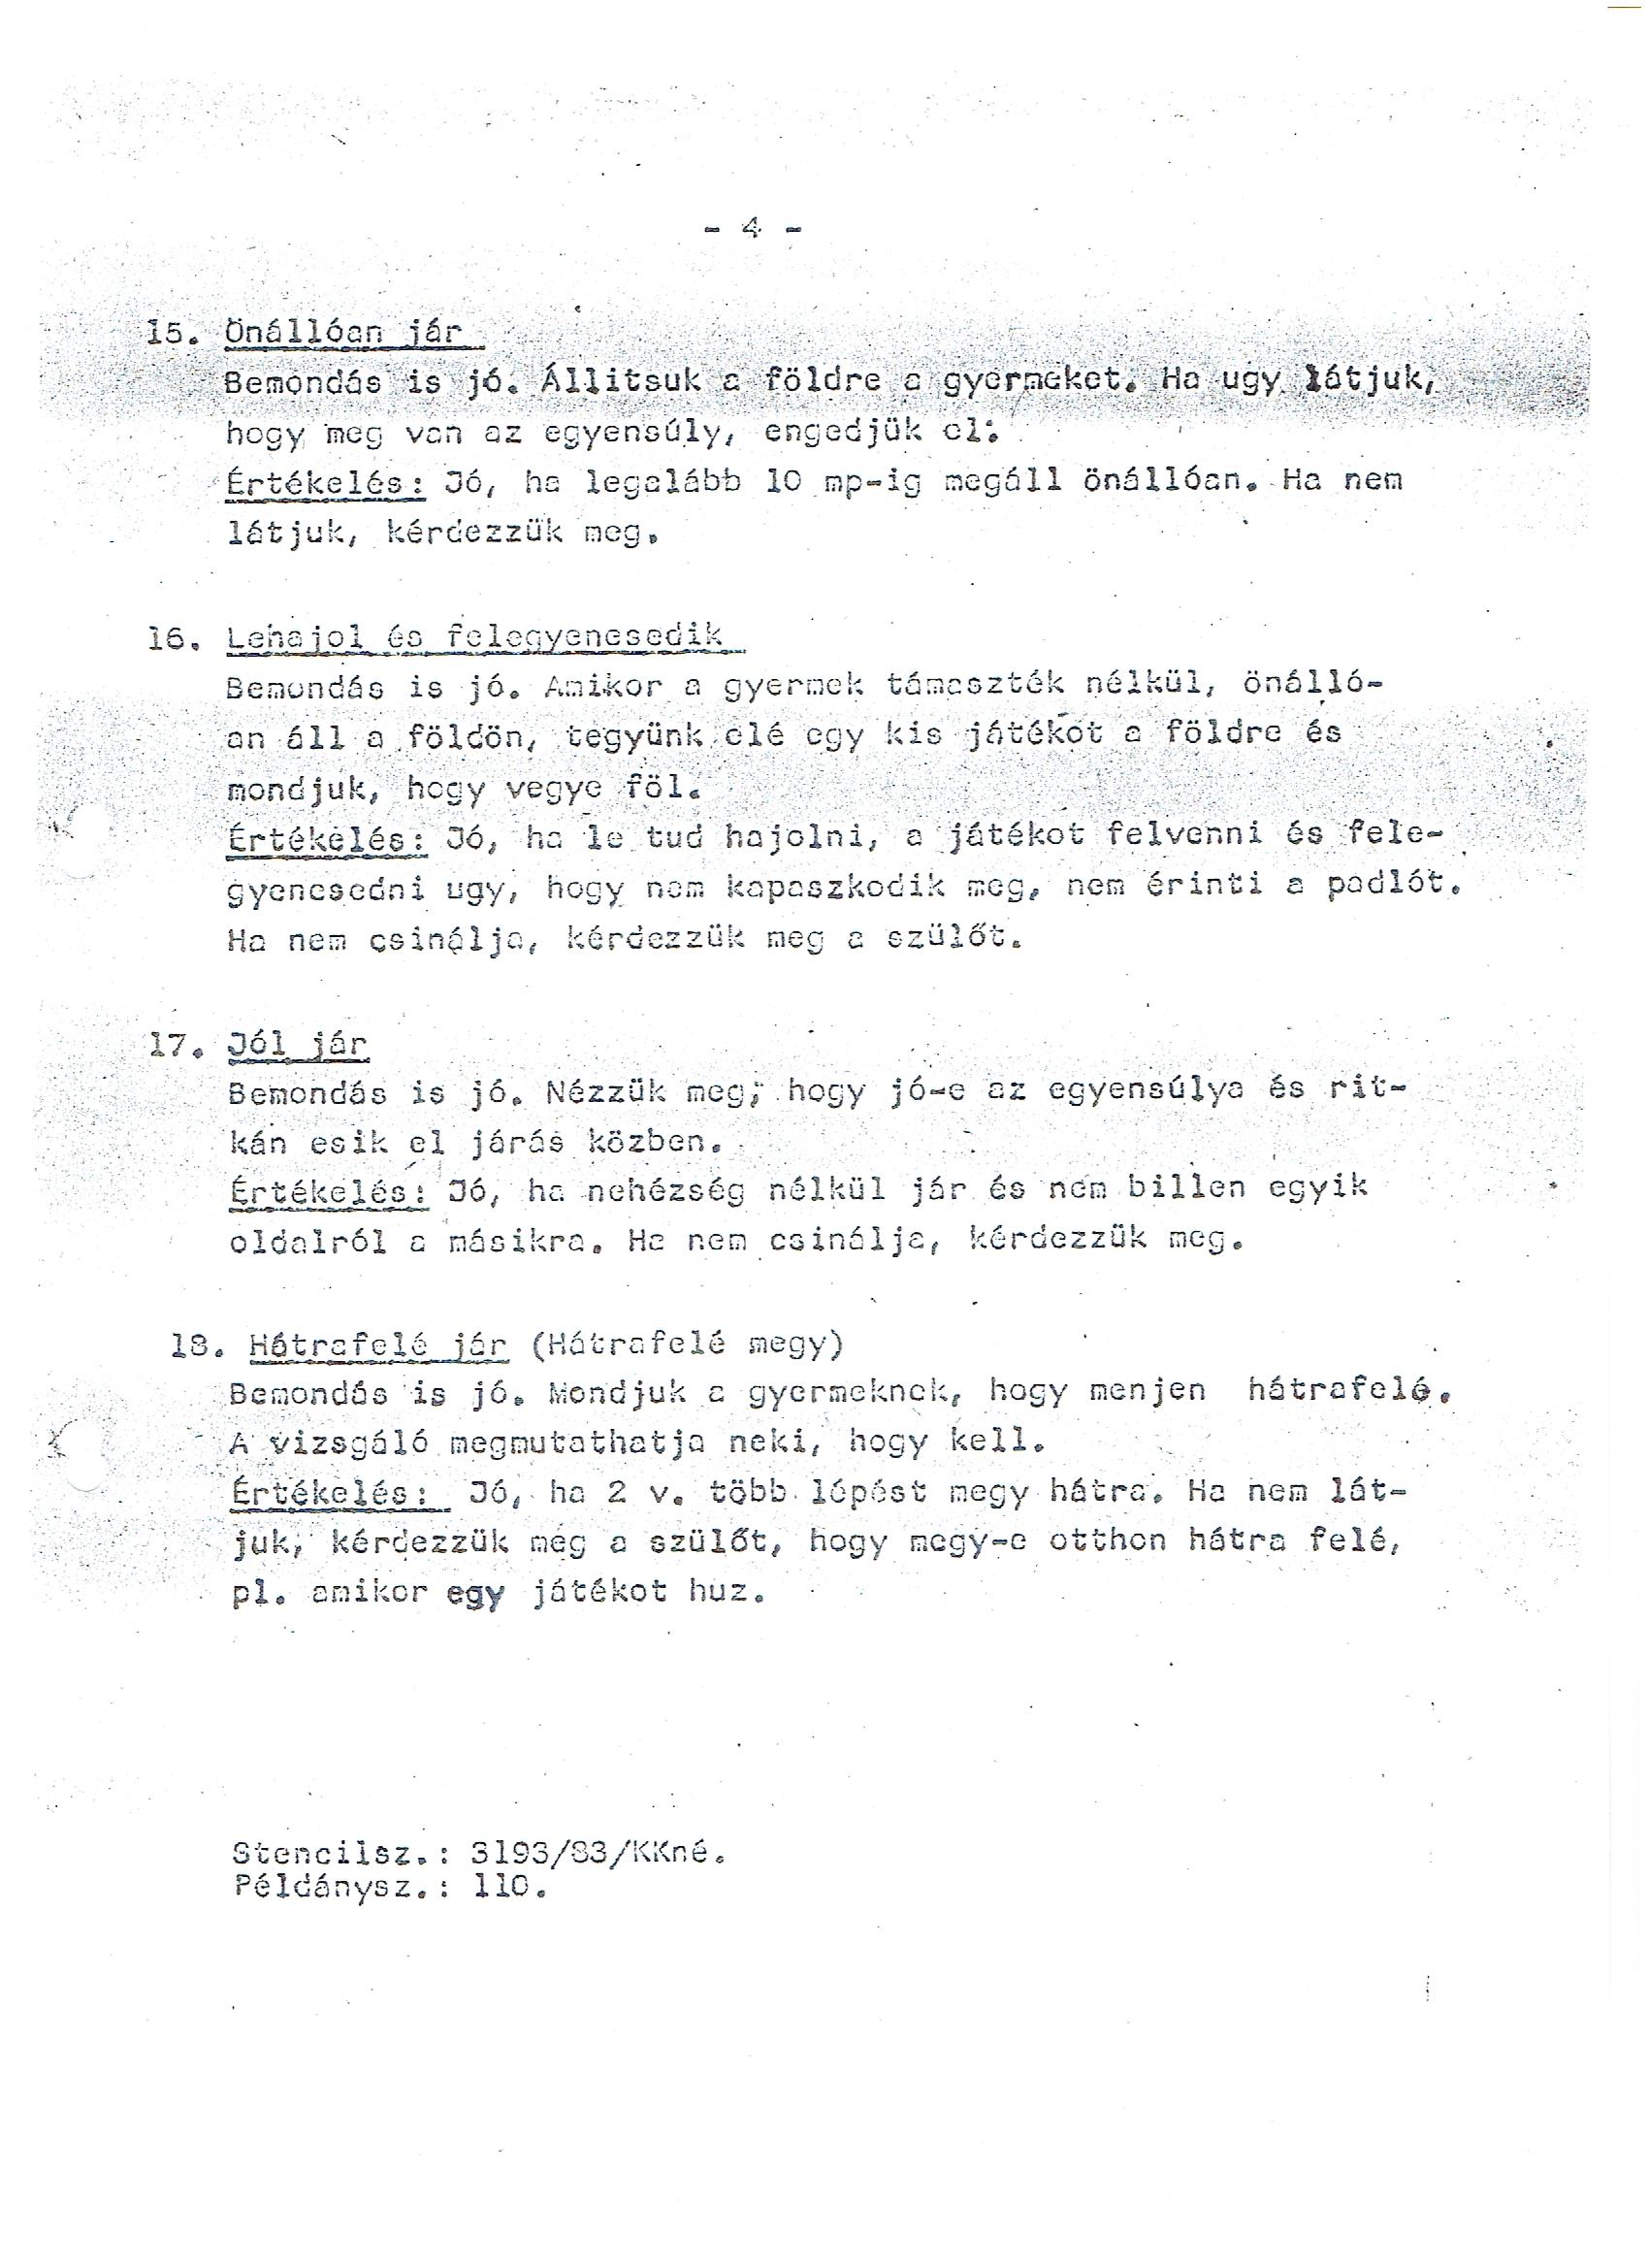 - 4 -
15. Önállóan jár
Bemondás is jó. Állitsuk a földre a gyermeket. Ha ugy látjuk,
hogy meg van az egyensúly, engedjük el.
Értékelés: Jó, ha legalább 10 mp-ig megáll önállóan. Ha nem
látjuk, kérdezzük meg.
16. Lehajol és felegyenesedik
Bemondás is jó. Amikor a gyermek támaszték nélkül, önálló-
an áll a földön, tegyünk elé egy kis játékot a földre és
mondjuk, hogy vegye föl.
Értékelés: Jó, ha le tud hajolni, a játékot felvenni és fele-
gyenesedni ugy, hogy nem kapaszkodik meg, nem érinti a padlót.
Ha nem csinálja, kérdezzük meg a szülőt.
17. Jól jár
Bemondás is jó. Nézzük meg, hogy jó-e az egyensúlya és rit-
kán esik el járás közben.
Értékelés: Jó, ha nehézség nélkül jár és nem billen egyik
oldalról a másikra. Ha nem csinálja, kérdezzük meg.
18. Hátrafelé jár (Hátrafelé megy)
Bemondás is jó. Mondjuk a gyermeknek, hogy menjen hátrafelé.
A vizsgáló megmutathatja neki, hogy kell.
Értékelés: Jó, ha 2 v. több lépést megy hátra. Ha nem lát-
juk, kérdezzük meg a szülőt, hogy megy-e otthon hátra felé,
pl. amikor egy játékot huz.
Stencilsz.: 3193/83/KKné.
Példánysz.: 110.